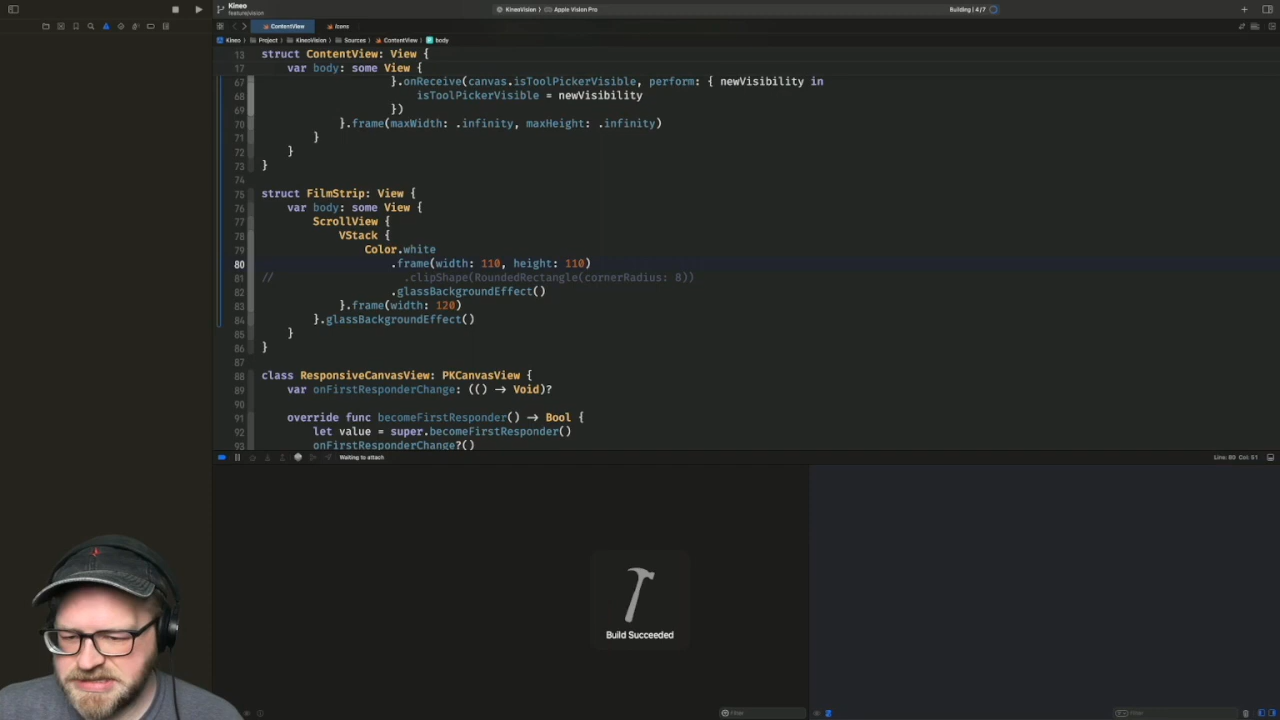 Kineo
feature/vision
KineoVision
Apple Vision Pro
Building | 4/7
ContentView
Icons
Kineo
Project
KineoVision
Sources
ContentView
body
13 struct ContentView: View {
17 var body: some View {
67 }.onReceive(canvas.isToolPickerVisible, perform: { newVisibility in
68 isToolPickerVisible = newVisibility
69 })
70 }.frame(maxWidth: .infinity, maxHeight: .infinity)
71 }
72 }
73 }
74
75 struct FilmStrip: View {
76 var body: some View {
77 ScrollView {
78 VStack {
79 Color.white
80 .frame(width: 110, height: 110)
81 // .clipShape(RoundedRectangle(cornerRadius: 8))
82 .glassBackgroundEffect()
83 }.frame(width: 120)
84 }.glassBackgroundEffect()
85 }
86 }
87
88 class ResponsiveCanvasView: PKCanvasView {
89 var onFirstResponderChange: (() -> Void)?
90
91 override func becomeFirstResponder() -> Bool {
92 let value = super.becomeFirstResponder()
93 onFirstResponderChange?()
Waiting to attach
Line: 80 Col: 51
Build Succeeded
Filter
Filter